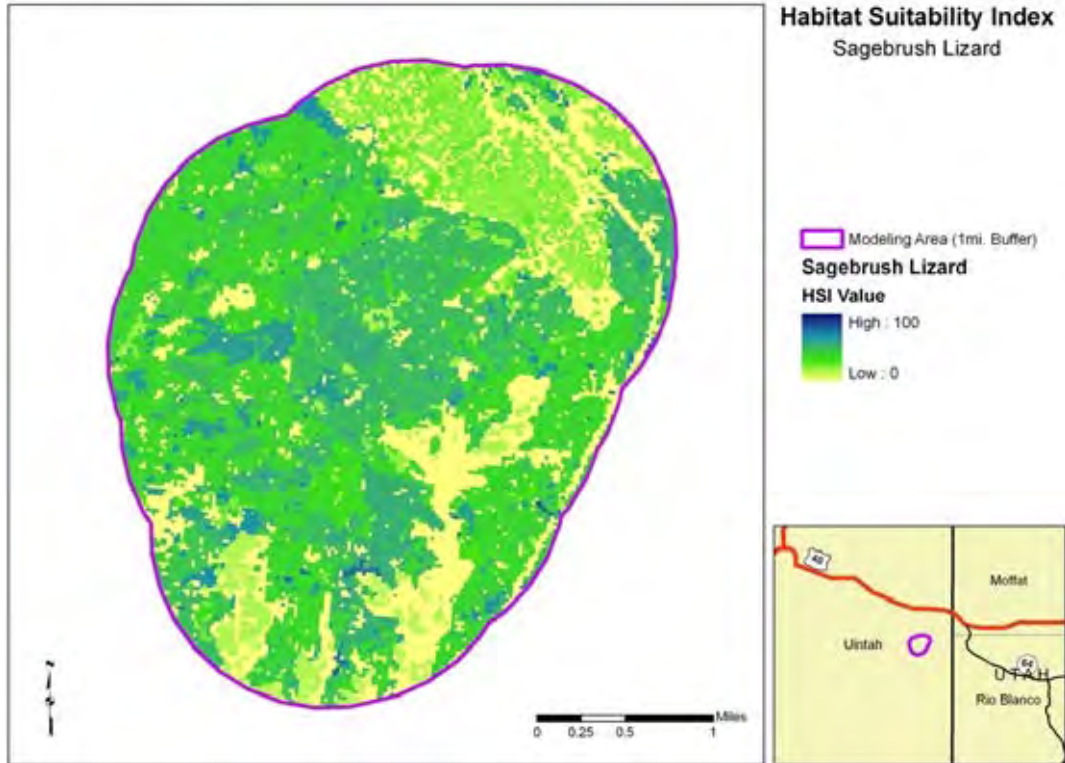 Habitat Suitability Index
Sagebrush Lizard
Modeling Area (1mi. Buffer)
Sagebrush Lizard
HSI Value
High : 100
Low : 0
Miles
0 0.25 0.5 1
40
Moffat
Uintah
64
UTAH
Rio Blanco